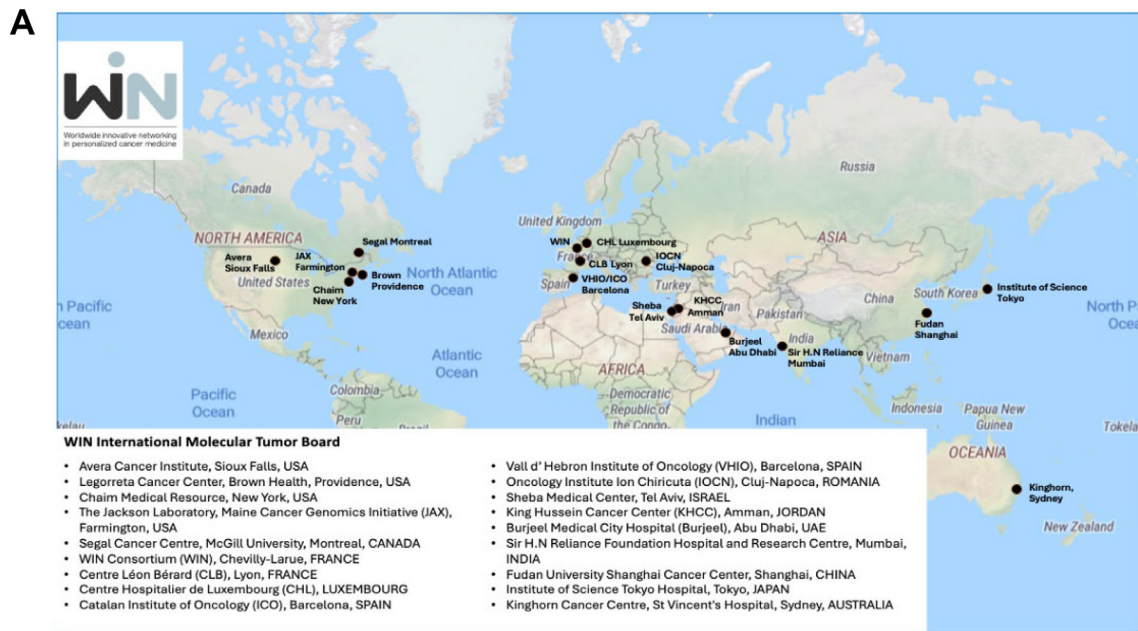 A
WIN
Worldwide innovative networking
in personalized cancer medicine
Russia
Canada
United Kingdom
NORTH AMERICA
Segal Montreal
WIN
CHL Luxembourg
ASIA
Avera
Sioux Falls
JAX
Farmington
France
CLB Lyon
IOCN
Cluj-Napoca
Brown
Providence
North Atlantic
Ocean
United States
Chaim
New York
Spain
VHIO/ICO
Barcelona
Turkey
China
South Korea
Institute of Science
Tokyo
n Pacific
cean
North P
Ocean
Sheba
Tel Aviv
KHCC
Amman
Iran
Pakistan
Fudan
Shanghai
Mexico
Saudi Arabia
Burjeel
Abu Dhabi
India
Sir H.N Reliance
Mumbai
Vietnam
Atlantic
Ocean
AFRICA
Pacific
Ocean
Colombia
Democratic
Republic of
the Congo
Indonesia
Papua New
Guinea
Peru
Brazil
Indian
Tokela
OCEANIA
Kinghorn,
Sydney
New Zealand
WIN International Molecular Tumor Board
• Avera Cancer Institute, Sioux Falls, USA
• Legorreta Cancer Center, Brown Health, Providence, USA
• Chaim Medical Resource, New York, USA
• The Jackson Laboratory, Maine Cancer Genomics Initiative (JAX),
Farmington, USA
• Segal Cancer Centre, McGill University, Montreal, CANADA
• WIN Consortium (WIN), Chevilly-Larue, FRANCE
• Centre Léon Bérard (CLB), Lyon, FRANCE
• Centre Hospitalier de Luxembourg (CHL), LUXEMBOURG
• Catalan Institute of Oncology (ICO), Barcelona, SPAIN
• Vall d' Hebron Institute of Oncology (VHIO), Barcelona, SPAIN
• Oncology Institute Ion Chiricuta (IOCN), Cluj-Napoca, ROMANIA
• Sheba Medical Center, Tel Aviv, ISRAEL
• King Hussein Cancer Center (KHCC), Amman, JORDAN
• Burjeel Medical City Hospital (Burjeel), Abu Dhabi, UAE
• Sir H.N Reliance Foundation Hospital and Research Centre, Mumbai,
INDIA
• Fudan University Shanghai Cancer Center, Shanghai, CHINA
• Institute of Science Tokyo Hospital, Tokyo, JAPAN
• Kinghorn Cancer Centre, St Vincent's Hospital, Sydney, AUSTRALIA